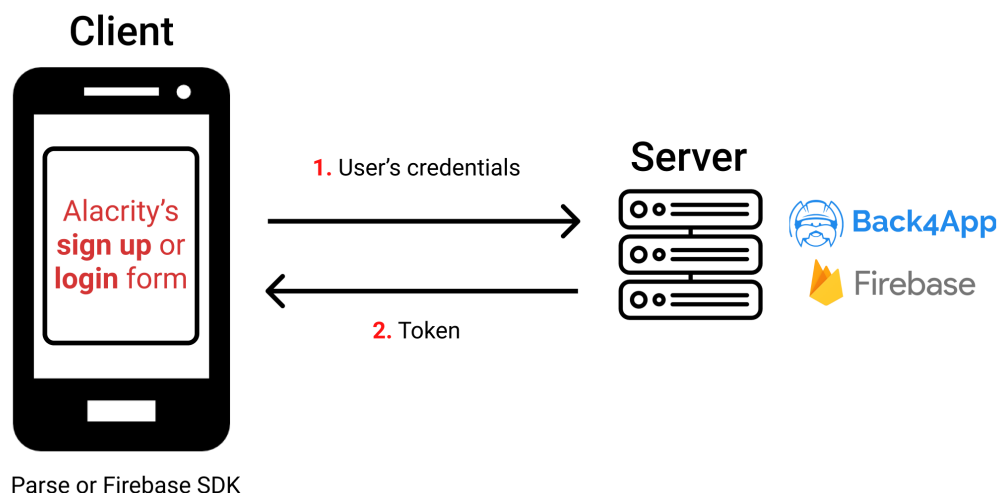 Client
Alacrity's
sign up or
login form
1. User's credentials
2. Token
Server
Back4App
Firebase
Parse or Firebase SDK